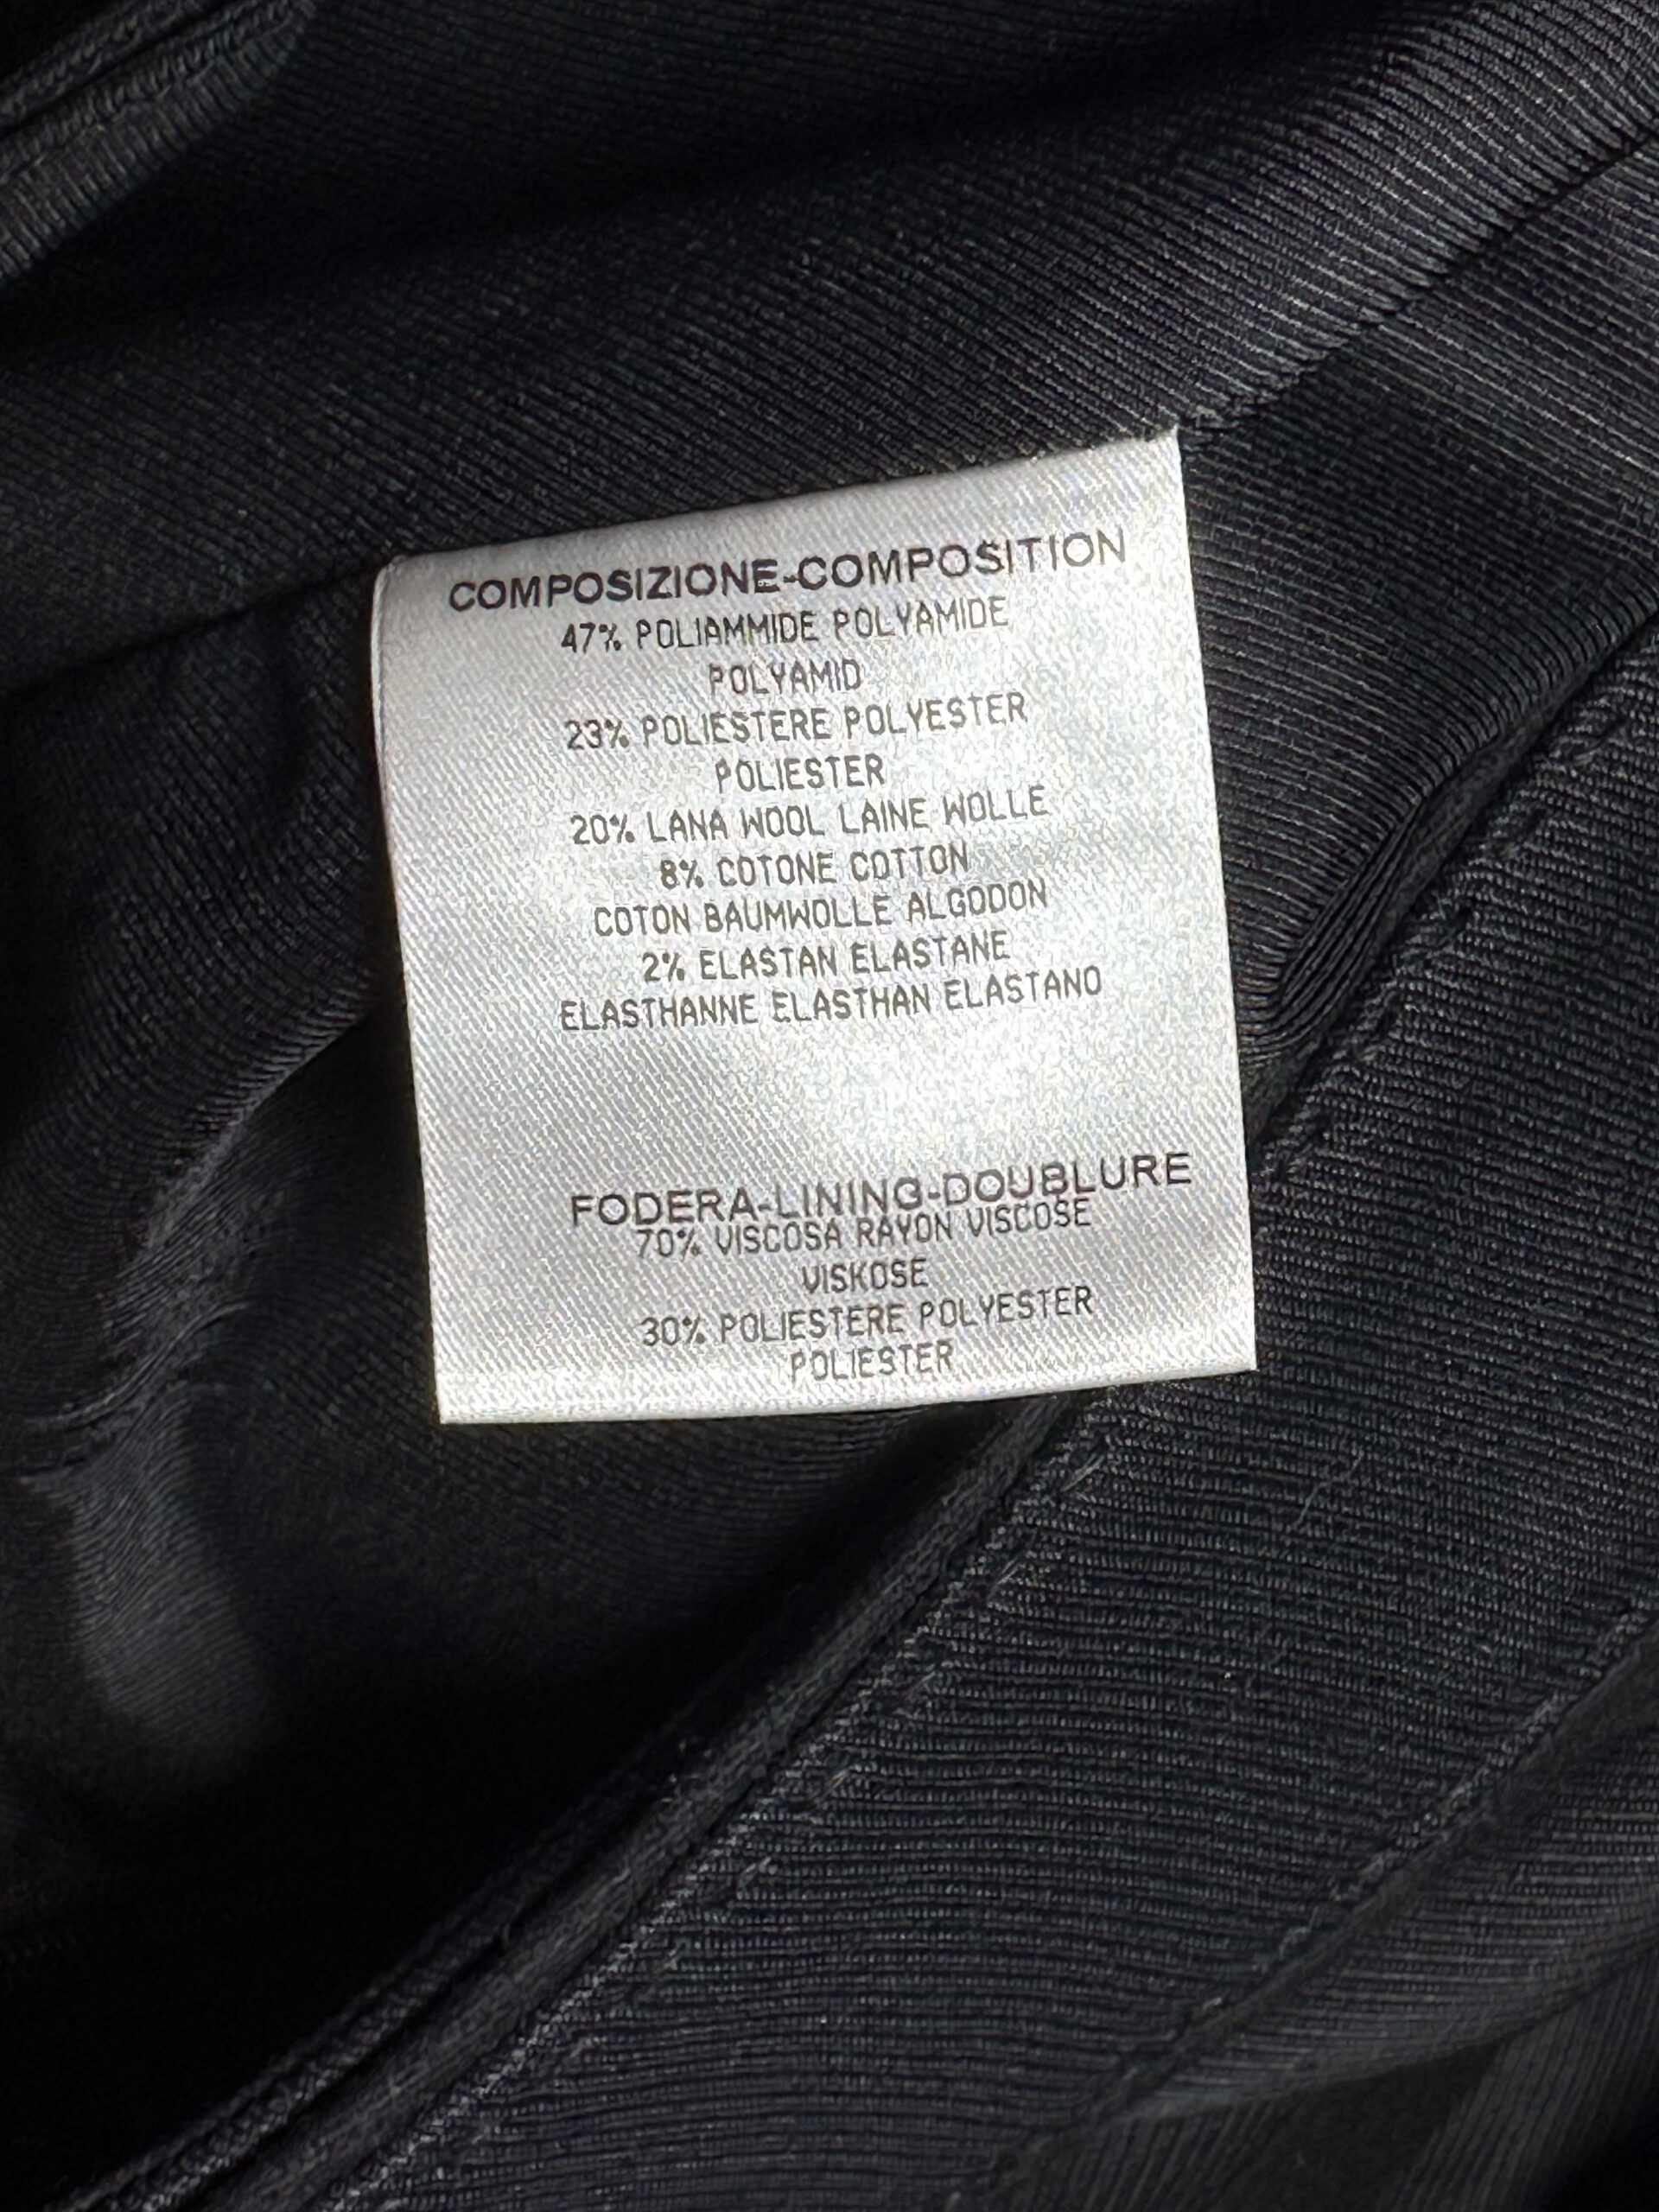 COMPOSIZIONE-COMPOSITION
47% POLIAMMIDE POLYAMIDE
POLYAMID
23% POLIESTERE POLYESTER
POLIESTER
20% LANA WOOL LAINE WOLLE
8% COTONE COTTON
COTON BAUMWOLLE ALGODON
2% ELASTAN ELASTANE
ELASTHANNE ELASTHAN ELASTANO
FODERA-LINING-DOUBLURE
70% VISCOSA RAYON VISCOSE
VISKOSE
30% POLIESTERE POLYESTER
POLIESTER